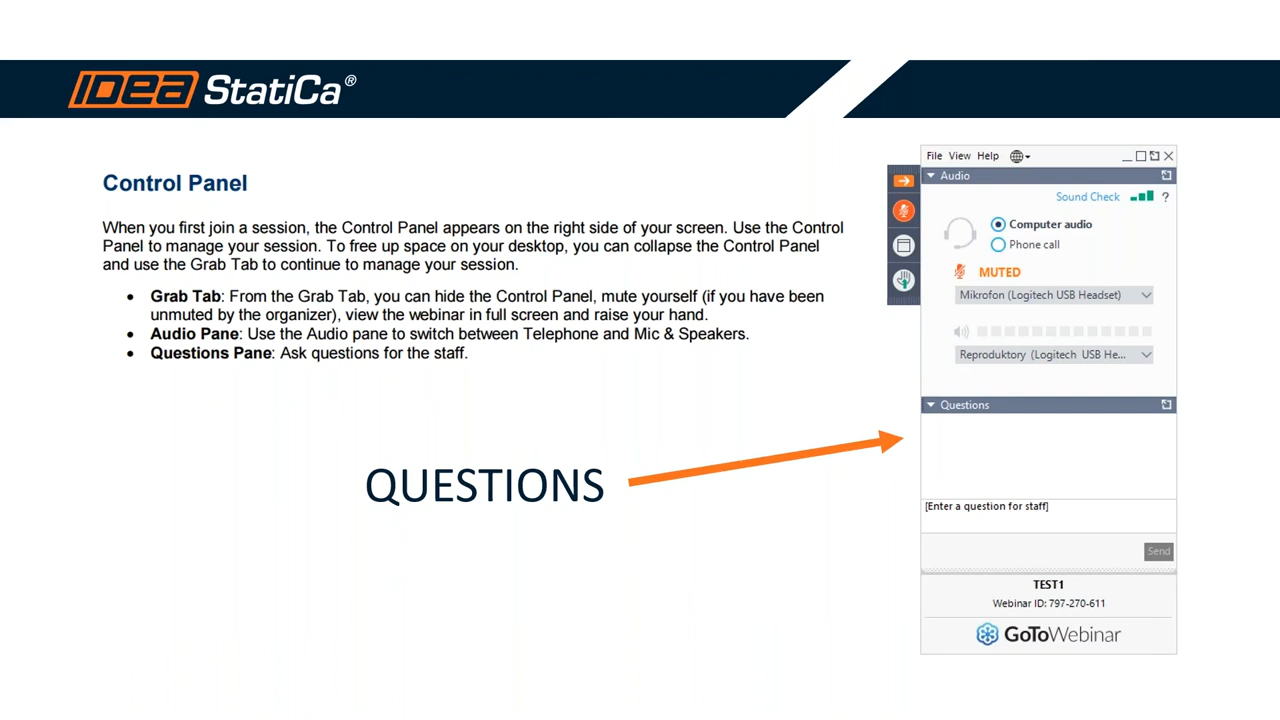 IDEA StatiCa®
Control Panel
When you first join a session, the Control Panel appears on the right side of your screen. Use the Control
Panel to manage your session. To free up space on your desktop, you can collapse the Control Panel
and use the Grab Tab to continue to manage your session.
• Grab Tab: From the Grab Tab, you can hide the Control Panel, mute yourself (if you have been
unmuted by the organizer), view the webinar in full screen and raise your hand.
• Audio Pane: Use the Audio pane to switch between Telephone and Mic & Speakers.
• Questions Pane: Ask questions for the staff.
QUESTIONS
File View Help
Audio
Sound Check ?
Computer audio
Phone call
MUTED
Mikrofon (Logitech USB Headset)
Reproduktory (Logitech USB He...
Questions
[Enter a question for staff]
Send
TEST1
Webinar ID: 797-270-611
GoToWebinar